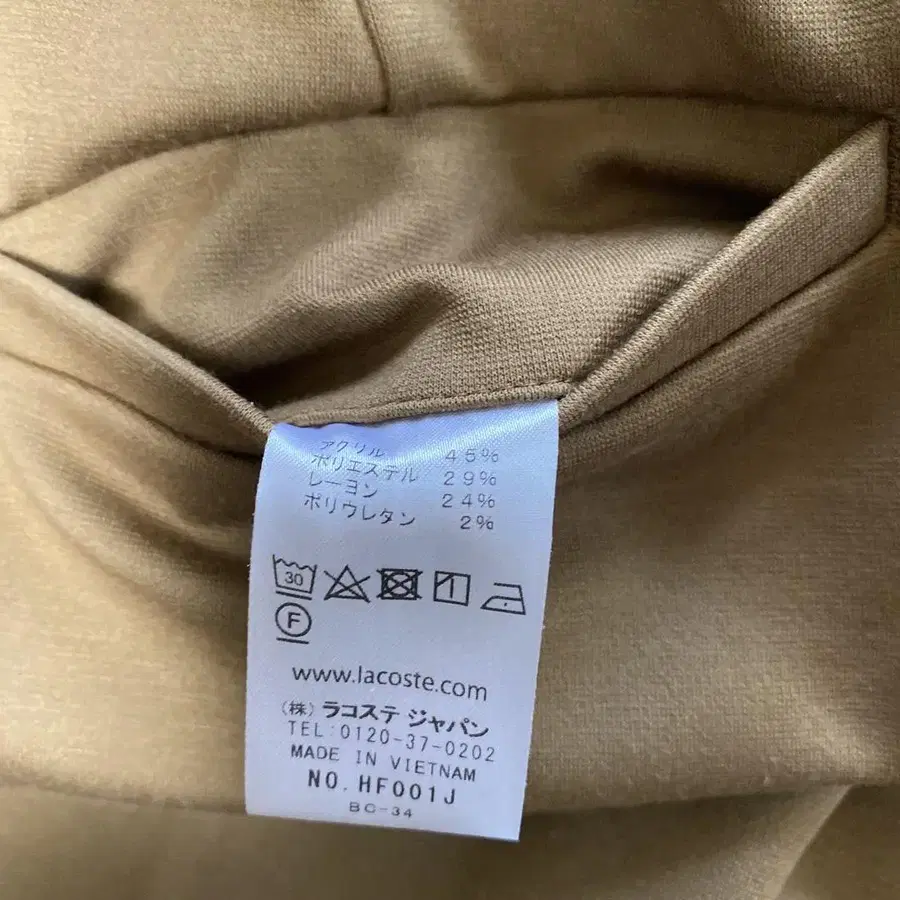 アクリル 45%
ポリエステル 29%
レーヨン 24%
ポリウレタン 2%
30
F
www.lacoste.com
(株) ラコステ ジャパン
TEL:0120-37-0202
MADE IN VIETNAM
NO. HF001J
BC-34